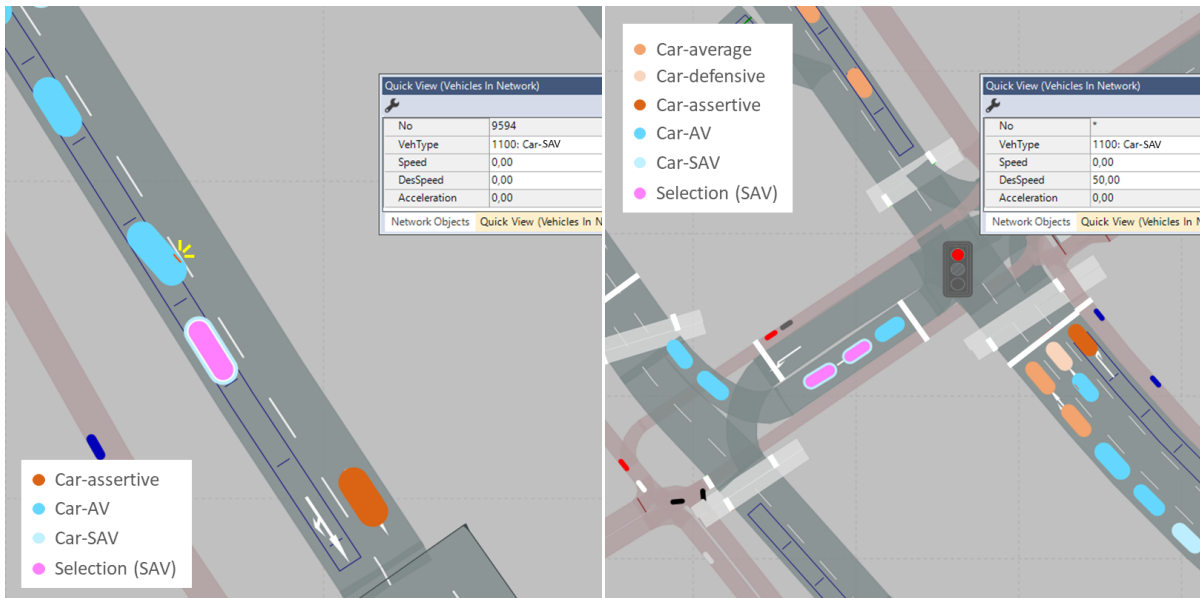 Quick View (Vehicles In Network)
No 9594
VehType 1100: Car-SAV
Speed 0,00
DesSpeed 0,00
Acceleration 0,00
Network Objects Quick View (Vehicles In N
Car-assertive
Car-AV
Car-SAV
Selection (SAV)
Car-average
Car-defensive
Car-assertive
Car-AV
Car-SAV
Selection (SAV)
Quick View (Vehicles In Network)
No *
VehType 1100: Car-SAV
Speed 0,00
DesSpeed 50,00
Acceleration 0,00
Network Objects Quick View (Vehicles In N